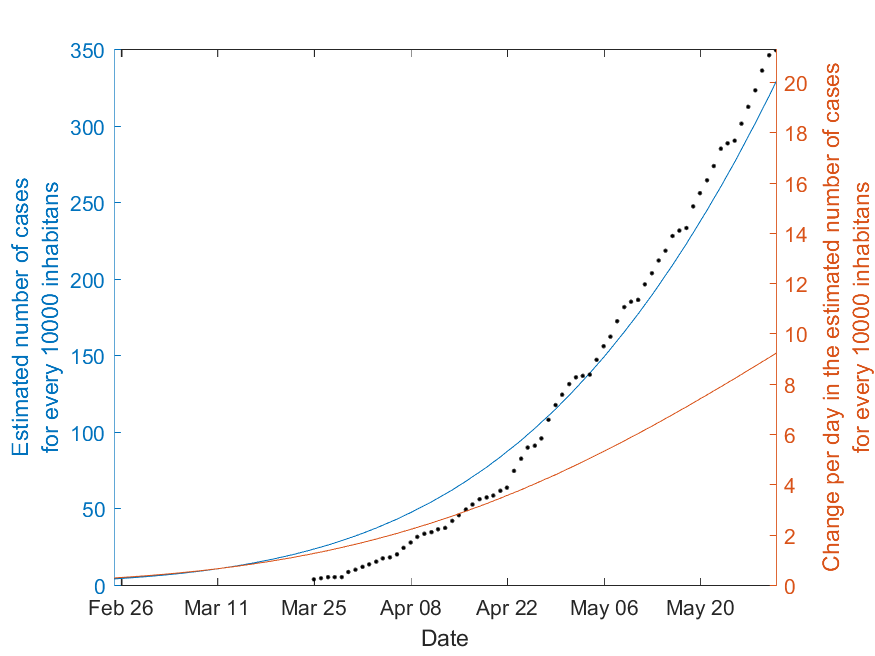 Estimated number of cases
for every 10000 inhabitans
350
300
250
200
150
100
50
0
Feb 26
Mar 11
Mar 25
Apr 08
Apr 22
May 06
May 20
Date
20
18
16
14
12
10
8
6
4
2
0
Change per day in the estimated number of cases
for every 10000 inhabitans